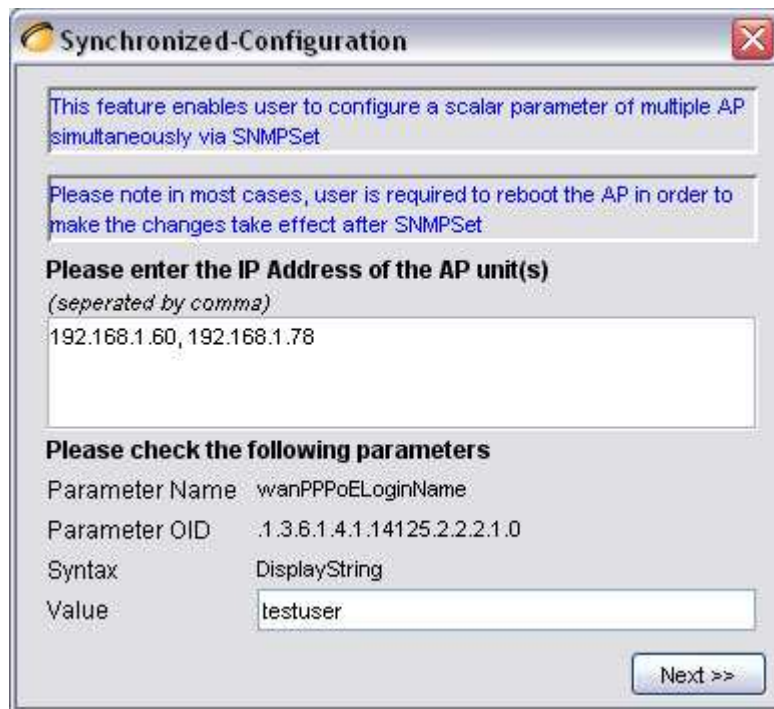 Synchronized-Configuration
This feature enables user to configure a scalar parameter of multiple AP
simultaneously via SNMPSet
Please note in most cases, user is required to reboot the AP in order to
make the changes take effect after SNMPSet
Please enter the IP Address of the AP unit(s)
(seperated by comma)
192.168.1.60, 192.168.1.78
Please check the following parameters
Parameter Name wanPPPoELoginName
Parameter OID .1.3.6.1.4.1.14125.2.2.2.1.0
Syntax DisplayString
Value testuser
Next >>